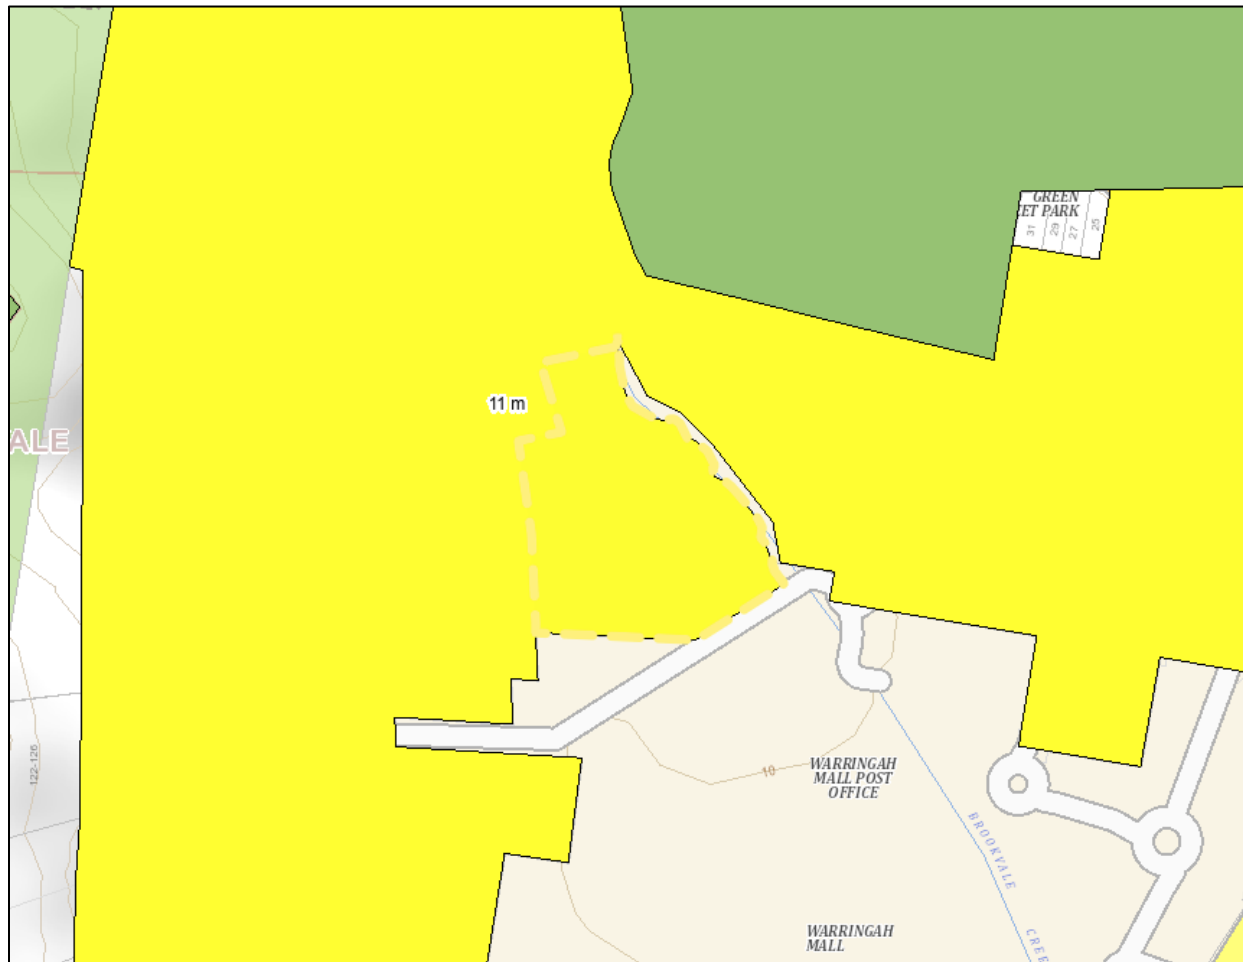 GREEN
ET PARK
31
29
27
25
11 m
ALE
122-126
10
WARRINGAH
MALL POST
OFFICE
BROOKVALE
CREE
WARRINGAH
MALL